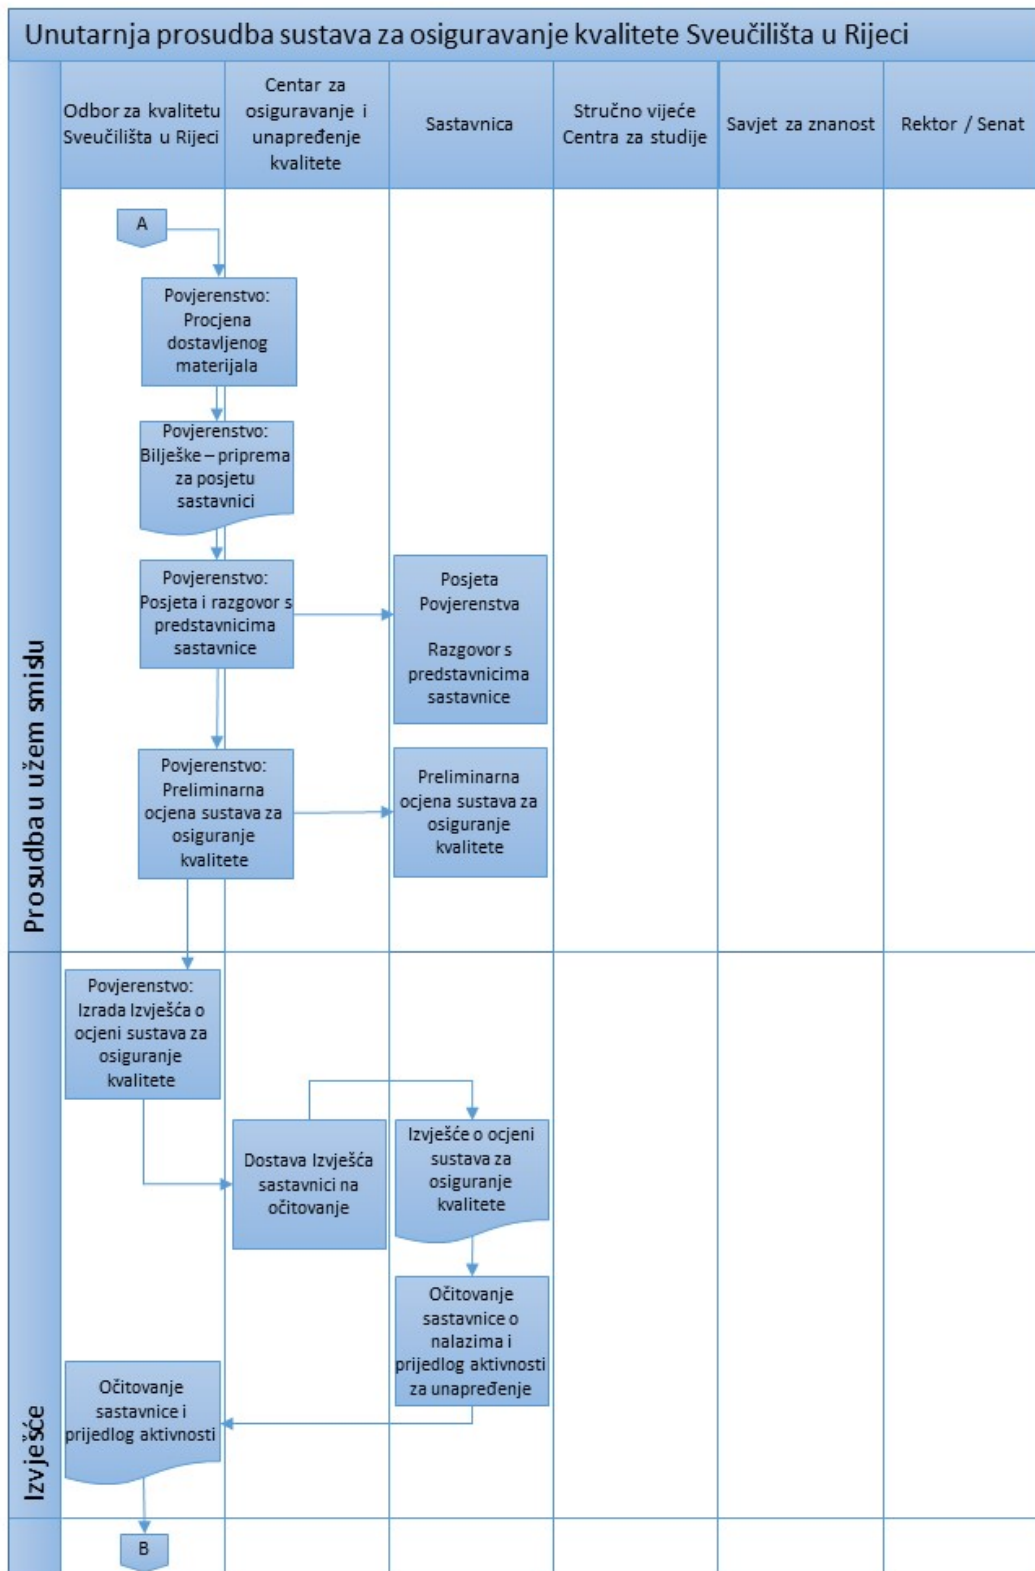 Unutarnja prosudba sustava za osiguravanje kvalitete Sveučilišta u Rijeci
Odbor za kvalitetu
Sveučilišta u Rijeci
Centar za
osiguravanje i
unapređenje
kvalitete
Sastavnica
Stručno vijeće
Centra za studije
Savjet za znanost
Rektor / Senat
Prosudba u užem smislu
A
Povjerenstvo:
Procjena
dostavljenog
materijala
Povjerenstvo:
Bilješke – priprema
za posjetu
sastavnici
Povjerenstvo:
Posjeta i razgovor s
predstavnicima
sastavnice
Posjeta
Povjerenstva
Razgovor s
predstavnicima
sastavnice
Povjerenstvo:
Preliminarna
ocjena sustava za
osiguranje
kvalitete
Preliminarna
ocjena sustava za
osiguranje
kvalitete
Izvješće
Povjerenstvo:
Izrada Izvješća o
ocjeni sustava za
osiguranje
kvalitete
Dostava Izvješća
sastavnici na
očitovanje
Izvješće o ocjeni
sustava za
osiguranje
kvalitete
Očitovanje
sastavnice o
nalazima i
prijedlog aktivnosti
za unapređenje
Očitovanje
sastavnice i
prijedlog aktivnosti
B